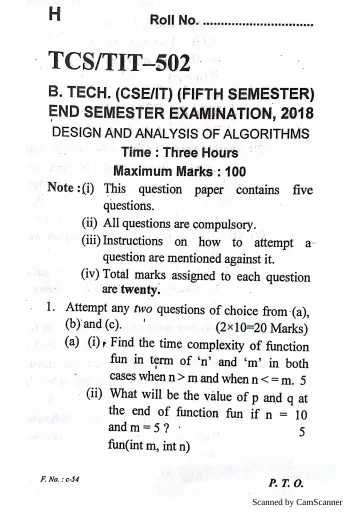 H
Roll No. ...............................
TCS/TIT–502
B. TECH. (CSE/IT) (FIFTH SEMESTER)
END SEMESTER EXAMINATION, 2018
DESIGN AND ANALYSIS OF ALGORITHMS
Time : Three Hours
Maximum Marks : 100
Note :(i) This question paper contains five
questions.
(ii) All questions are compulsory.
(iii) Instructions on how to attempt a
question are mentioned against it.
(iv) Total marks assigned to each question
are twenty.
1. Attempt any two questions of choice from (a),
(b) and (c). (2×10=20 Marks)
(a) (i) Find the time complexity of function
fun in term of ‘n’ and ‘m’ in both
cases when n > m and when n < = m. 5
(ii) What will be the value of p and q at
the end of function fun if n = 10
and m = 5 ? 5
fun(int m, int n)
F. No. : c-54
P. T. O.
Scanned by CamScanner